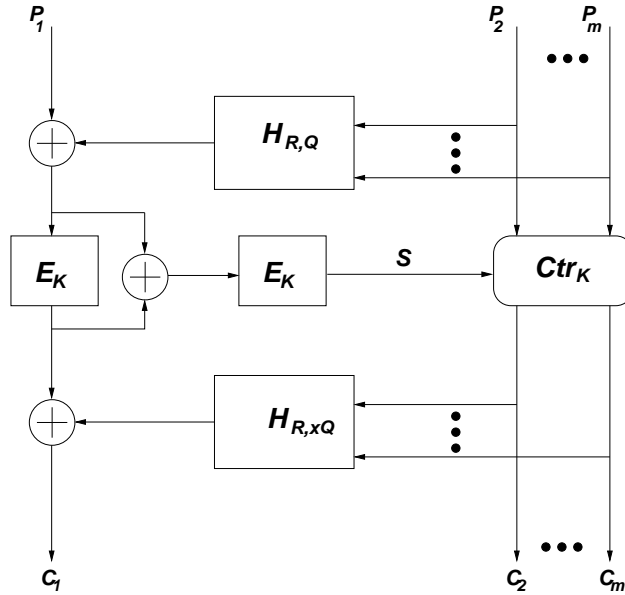 P1 P2 Pm
HR,Q
EK EK S CtrK
HR,xQ
C1 C2 Cm